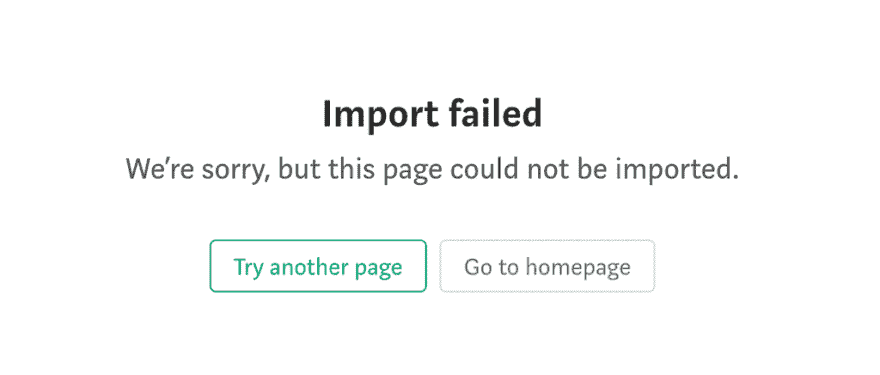 Import failed
We’re sorry, but this page could not be imported.
Try another page
Go to homepage